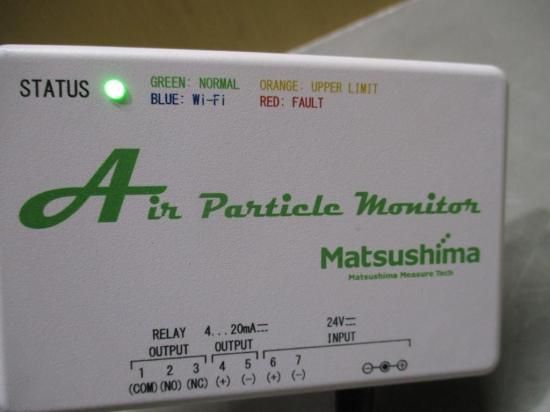 STATUS GREEN: NORMAL ORANGE: UPPER LIMIT
BLUE: Wi-Fi RED: FAULT
Air Particle Monitor
Matsushima
Matsushima Measure Tech
RELAY 4...20mA⎓ 24V⎓
OUTPUT OUTPUT INPUT
1 2 3 4 5 6 7
(COM) (NO) (NC) (+) (-) (+) (-)